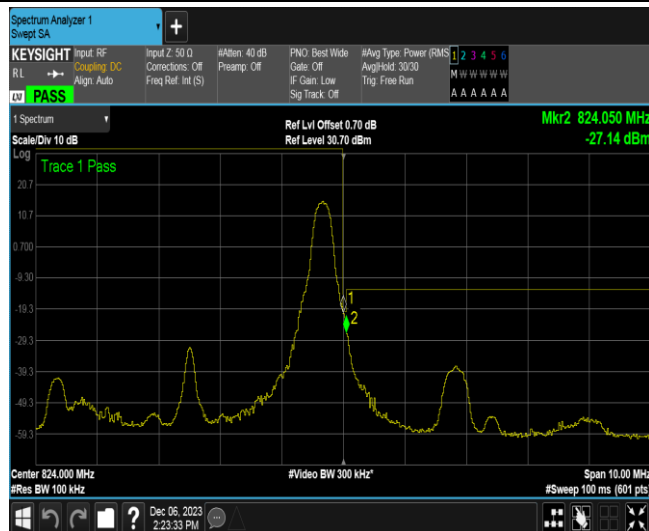 Spectrum Analyzer 1
Swept SA
KEYSIGHT
RL
LXI PASS
Input: RF
Coupling: DC
Align: Auto
Input Z: 50 Ω
Corrections: Off
Freq Ref: Int (S)
#Atten: 40 dB
Preamp: Off
PNO: Best Wide
Gate: Off
IF Gain: Low
Sig Track: Off
#Avg Type: Power (RMS
Avg|Hold: 30/30
Trig: Free Run
1 2 3 4 5 6
M W W W W W
A A A A A A
1 Spectrum
Scale/Div 10 dB
Ref Lvl Offset 0.70 dB
Ref Level 30.70 dBm
Mkr2 824.050 MHz
-27.14 dBm
Log
Trace 1 Pass
20.7
10.7
0.700
-9.30
-19.3
-29.3
-39.3
-49.3
-59.3
1
2
Center 824.000 MHz
#Res BW 100 kHz
#Video BW 300 kHz*
Span 10.00 MHz
#Sweep 100 ms (601 pts)
?
Dec 06, 2023
2:23:33 PM